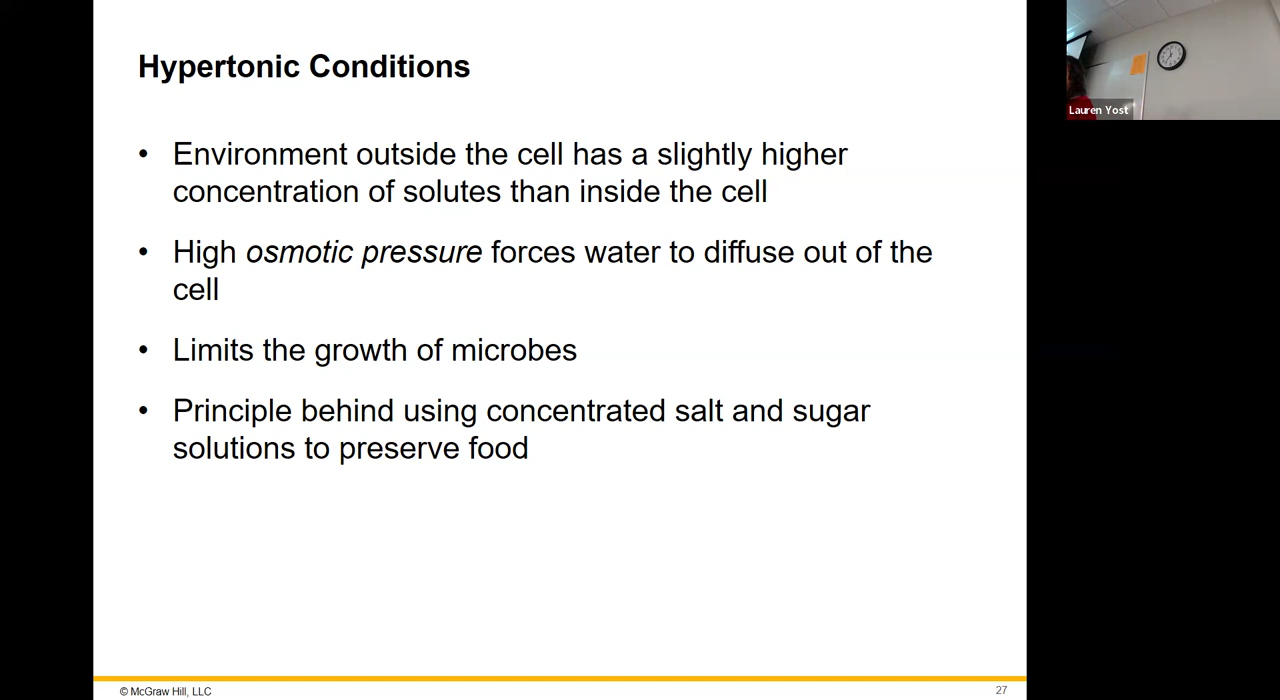 Hypertonic Conditions
• Environment outside the cell has a slightly higher
concentration of solutes than inside the cell
• High osmotic pressure forces water to diffuse out of the
cell
• Limits the growth of microbes
• Principle behind using concentrated salt and sugar
solutions to preserve food
© McGraw Hill, LLC
27
Lauren Yost